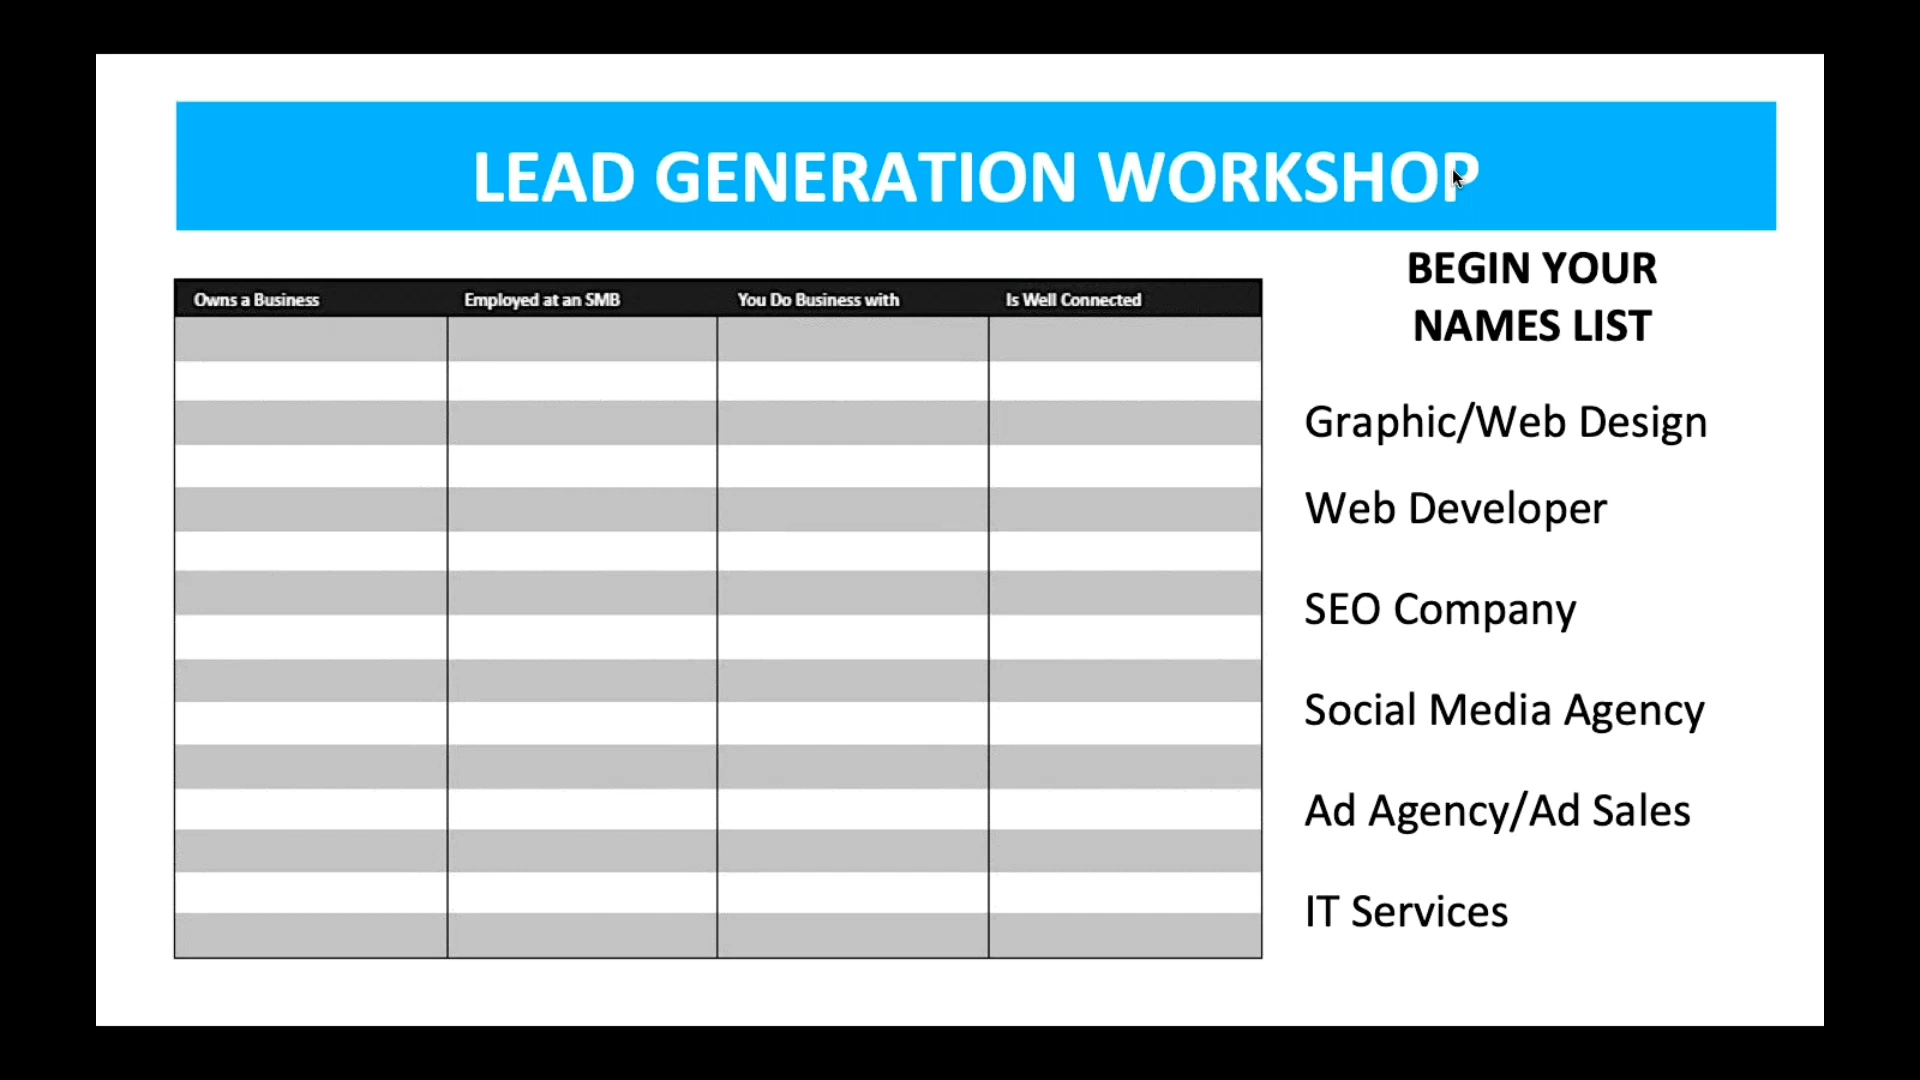 LEAD GENERATION WORKSHOP
Owns a Business Employed at an SMB You Do Business with Is Well Connected
BEGIN YOUR
NAMES LIST
Graphic/Web Design
Web Developer
SEO Company
Social Media Agency
Ad Agency/Ad Sales
IT Services